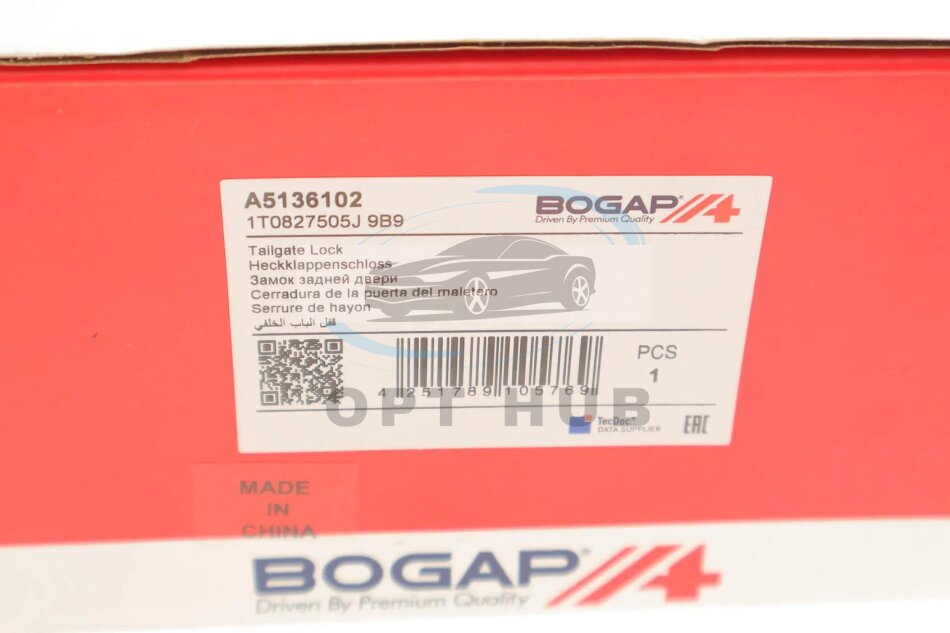 A5136102
1T0827505J 9B9
BOGAP
Driven By Premium Quality
Tailgate Lock
Heckklappenschloss
Замок задней двери
Cerradura de la puerta del maletero
Serrure de hayon
قفل الباب الخلفي
PCS
1
4 251789 105769
OPT HUB
TecDoc®
DATA SUPPLIER
EAC
MADE
IN
CHINA
BOGAP®
Driven By Premium Quality